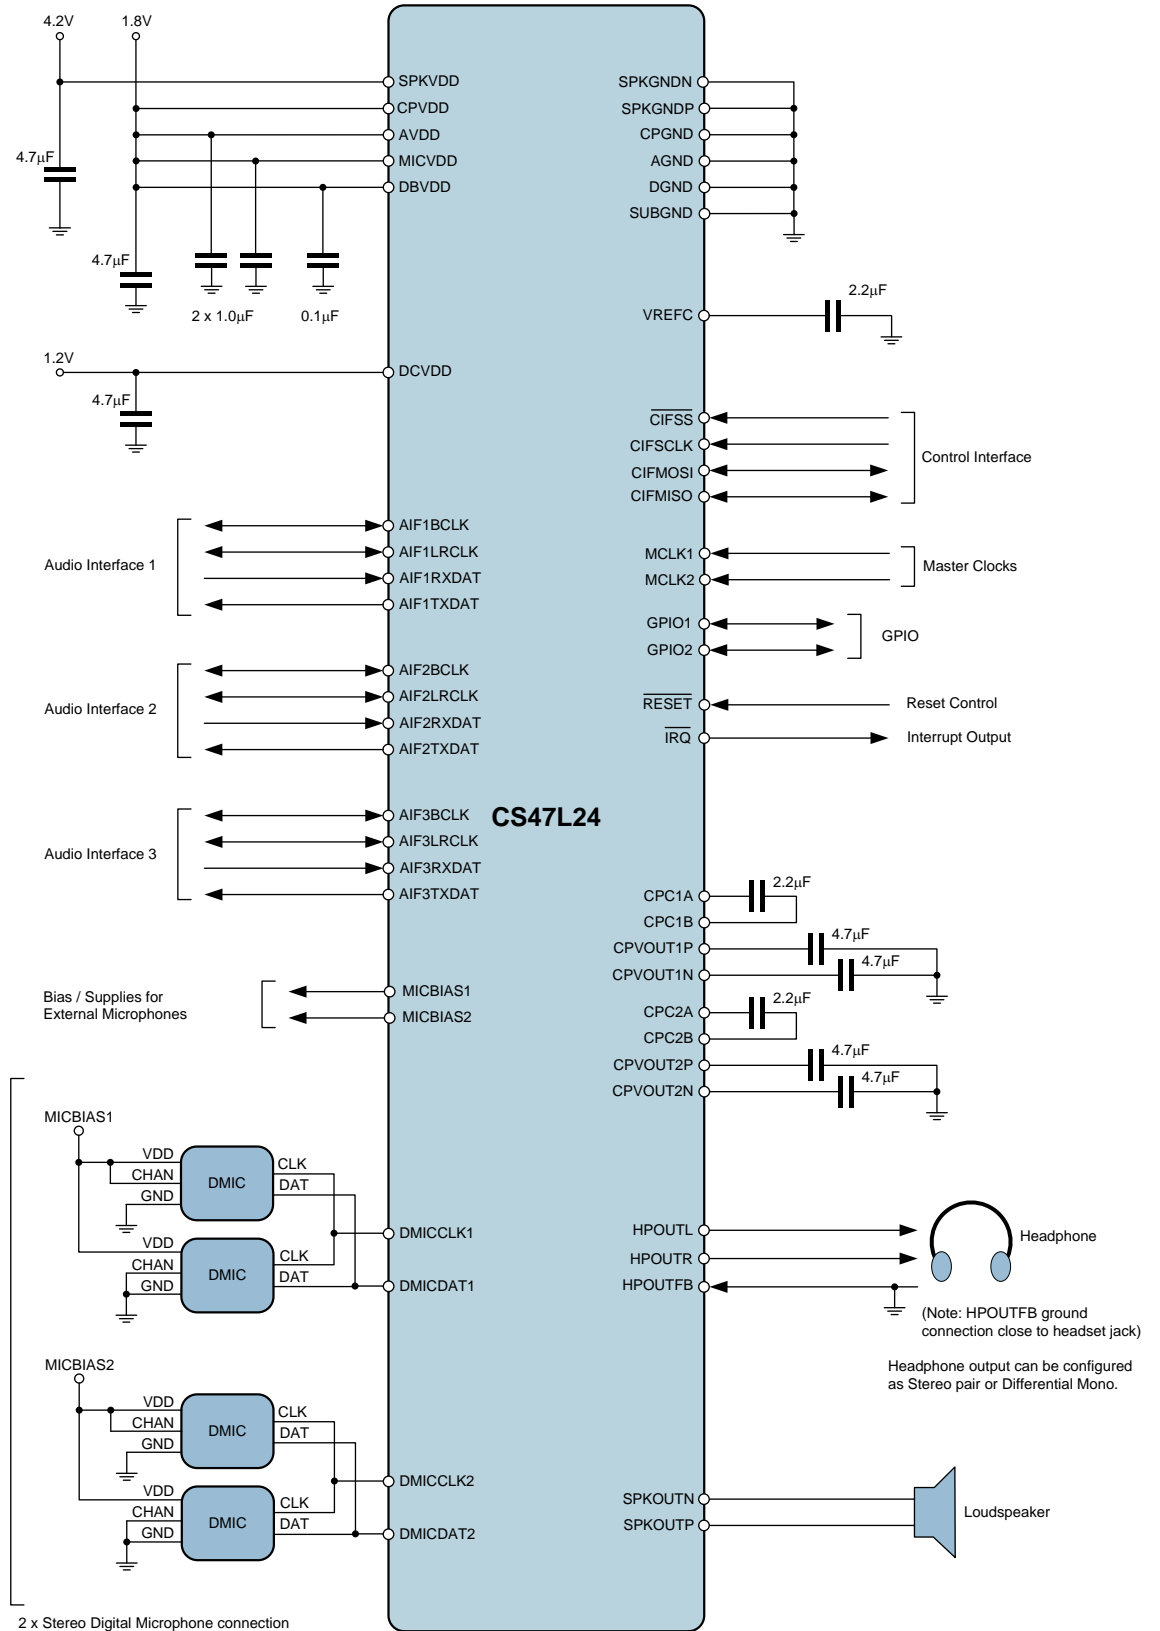 4.2V
1.8V
SPKVDD
CPVDD
AVDD
MICVDD
DBVDD
4.7µF
4.7µF
2 x 1.0µF
0.1µF
1.2V
DCVDD
4.7µF
Audio Interface 1
AIF1BCLK
AIF1LRCLK
AIF1RXDAT
AIF1TXDAT
Audio Interface 2
AIF2BCLK
AIF2LRCLK
AIF2RXDAT
AIF2TXDAT
Audio Interface 3
AIF3BCLK
AIF3LRCLK
AIF3RXDAT
AIF3TXDAT
Bias / Supplies for
External Microphones
MICBIAS1
MICBIAS2
MICBIAS1
VDD
CHAN
GND
DMIC
CLK
DAT
VDD
CHAN
GND
DMIC
CLK
DAT
DMICCLK1
DMICDAT1
MICBIAS2
VDD
CHAN
GND
DMIC
CLK
DAT
VDD
CHAN
GND
DMIC
CLK
DAT
DMICCLK2
DMICDAT2
2 x Stereo Digital Microphone connection
CS47L24
SPKGNDN
SPKGNDP
CPGND
AGND
DGND
SUBGND
VREFC
2.2µF
CIFSS
CIFSCLK
CIFMOSI
CIFMISO
Control Interface
MCLK1
MCLK2
Master Clocks
GPIO1
GPIO2
GPIO
RESET
Reset Control
IRQ
Interrupt Output
CPC1A
2.2µF
CPC1B
CPVOUT1P
4.7µF
CPVOUT1N
4.7µF
CPC2A
2.2µF
CPC2B
CPVOUT2P
4.7µF
CPVOUT2N
4.7µF
HPOUTL
HPOUTR
HPOUTFB
Headphone
(Note: HPOUTFB ground
connection close to headset jack)
Headphone output can be configured
as Stereo pair or Differential Mono.
SPKOUTN
SPKOUTP
Loudspeaker